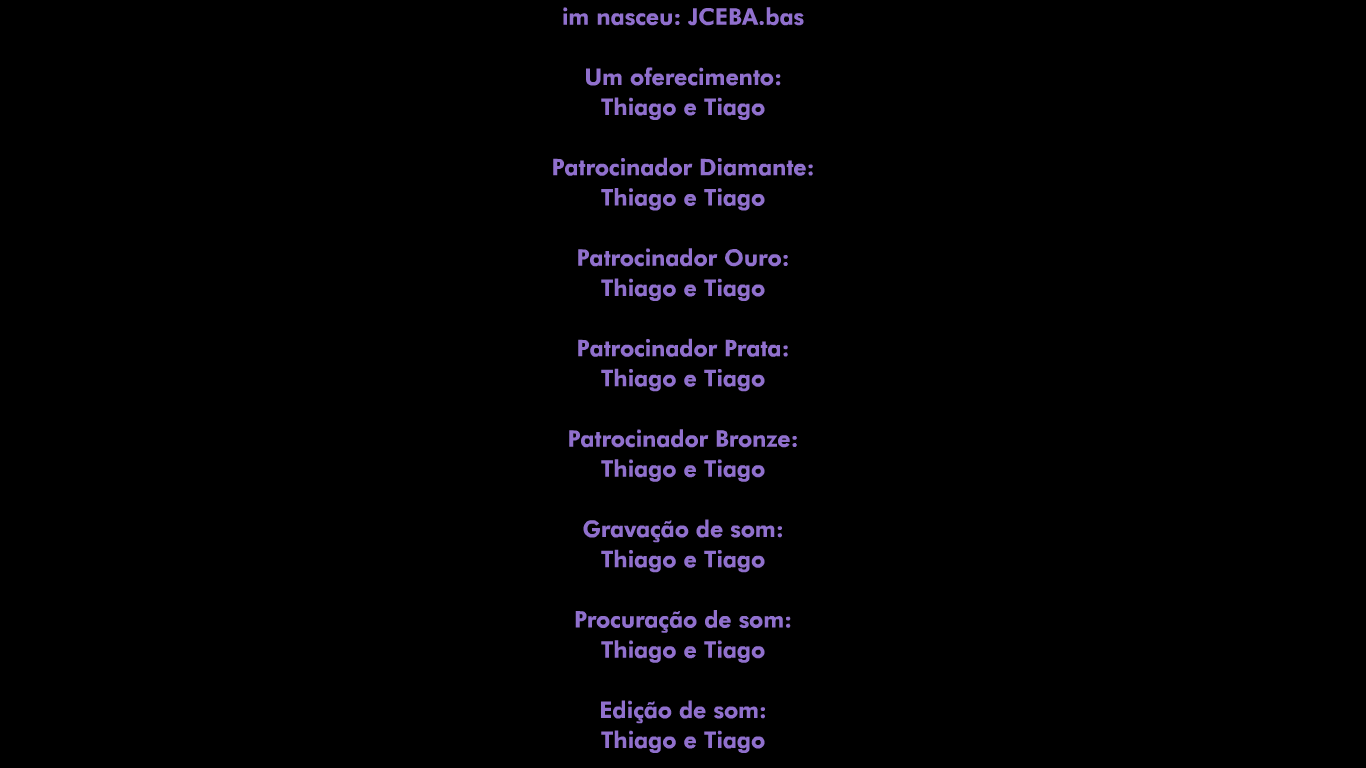 im nasceu: JCEBA.bas
Um oferecimento:
Thiago e Tiago
Patrocinador Diamante:
Thiago e Tiago
Patrocinador Ouro:
Thiago e Tiago
Patrocinador Prata:
Thiago e Tiago
Patrocinador Bronze:
Thiago e Tiago
Gravação de som:
Thiago e Tiago
Procuração de som:
Thiago e Tiago
Edição de som:
Thiago e Tiago